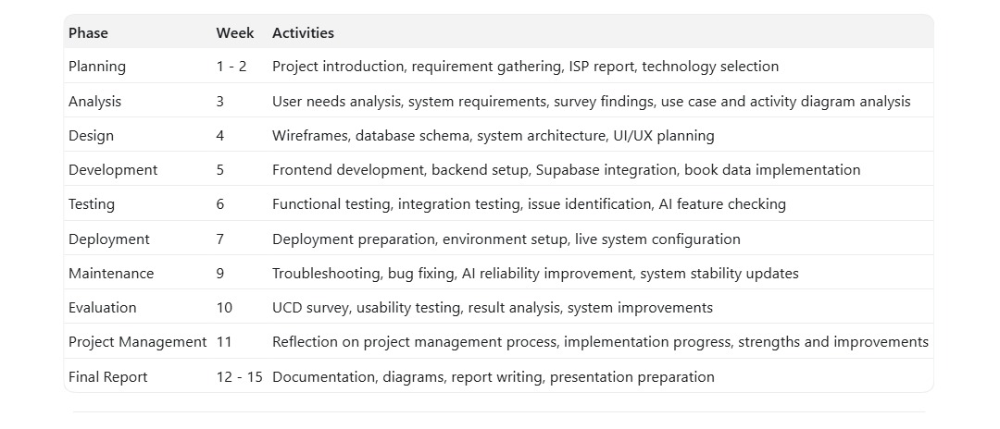 Phase Week Activities
Planning 1 - 2 Project introduction, requirement gathering, ISP report, technology selection
Analysis 3 User needs analysis, system requirements, survey findings, use case and activity diagram analysis
Design 4 Wireframes, database schema, system architecture, UI/UX planning
Development 5 Frontend development, backend setup, Supabase integration, book data implementation
Testing 6 Functional testing, integration testing, issue identification, AI feature checking
Deployment 7 Deployment preparation, environment setup, live system configuration
Maintenance 9 Troubleshooting, bug fixing, AI reliability improvement, system stability updates
Evaluation 10 UCD survey, usability testing, result analysis, system improvements
Project Management 11 Reflection on project management process, implementation progress, strengths and improvements
Final Report 12 - 15 Documentation, diagrams, report writing, presentation preparation